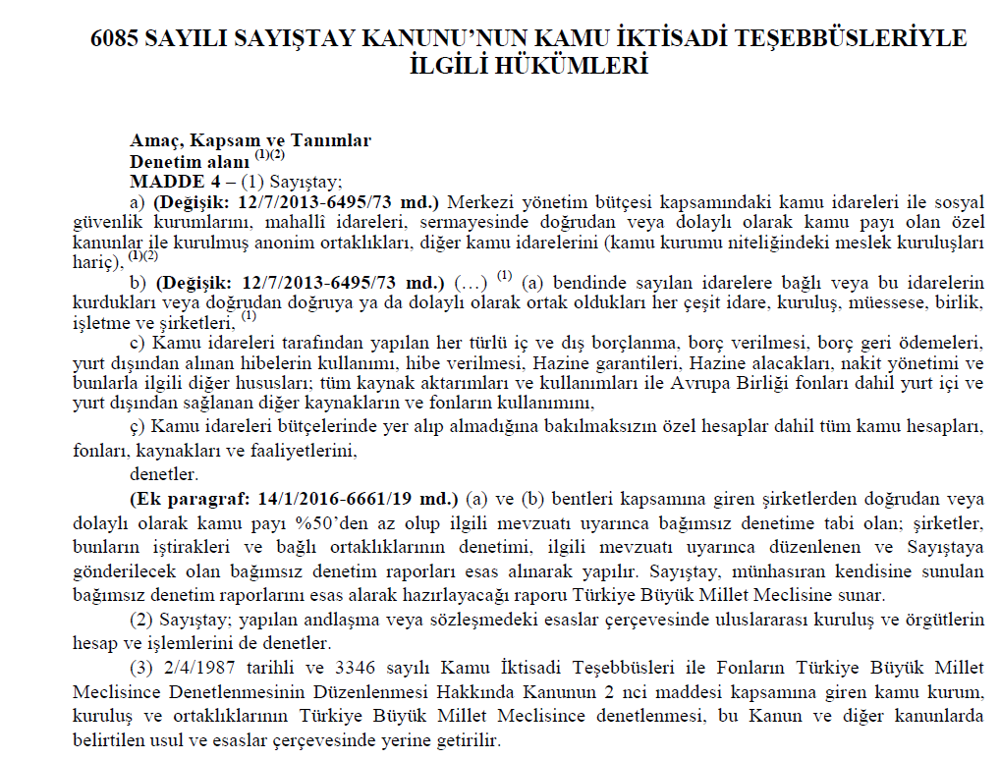 6085 SAYILI SAYIŞTAY KANUNU’NUN KAMU İKTİSADİ TEŞEBBÜSLERİYLE
İLGİLİ HÜKÜMLERİ
Amaç, Kapsam ve Tanımlar
Denetim alanı (1)(2)
MADDE 4 – (1) Sayıştay;
a) (Değişik: 12/7/2013-6495/73 md.) Merkezi yönetim bütçesi kapsamındaki kamu idareleri ile sosyal
güvenlik kurumlarını, mahallî idareleri, sermayesinde doğrudan veya dolaylı olarak kamu payı olan özel
kanunlar ile kurulmuş anonim ortaklıkları, diğer kamu idarelerini (kamu kurumu niteliğindeki meslek kuruluşları
hariç), (1)(2)
b) (Değişik: 12/7/2013-6495/73 md.) (…) (1) (a) bendinde sayılan idarelere bağlı veya bu idarelerin
kurdukları veya doğrudan doğruya ya da dolaylı olarak ortak oldukları her çeşit idare, kuruluş, müessese, birlik,
işletme ve şirketleri, (1)
c) Kamu idareleri tarafından yapılan her türlü iç ve dış borçlanma, borç verilmesi, borç geri ödemeleri,
yurt dışından alınan hibelerin kullanımı, hibe verilmesi, Hazine garantileri, Hazine alacakları, nakit yönetimi ve
bunlarla ilgili diğer hususları; tüm kaynak aktarımları ve kullanımları ile Avrupa Birliği fonları dahil yurt içi ve
yurt dışından sağlanan diğer kaynakların ve fonların kullanımını,
ç) Kamu idareleri bütçelerinde yer alıp almadığına bakılmaksızın özel hesaplar dahil tüm kamu hesapları,
fonları, kaynakları ve faaliyetlerini,
denetler.
(Ek paragraf: 14/1/2016-6661/19 md.) (a) ve (b) bentleri kapsamına giren şirketlerden doğrudan veya
dolaylı olarak kamu payı %50’den az olup ilgili mevzuatı uyarınca bağımsız denetime tabi olan; şirketler,
bunların iştirakleri ve bağlı ortaklıklarının denetimi, ilgili mevzuatı uyarınca düzenlenen ve Sayıştaya
gönderilecek olan bağımsız denetim raporları esas alınarak yapılır. Sayıştay, münhasıran kendisine sunulan
bağımsız denetim raporlarını esas alarak hazırlayacağı raporu Türkiye Büyük Millet Meclisine sunar.
(2) Sayıştay; yapılan andlaşma veya sözleşmedeki esaslar çerçevesinde uluslararası kuruluş ve örgütlerin
hesap ve işlemlerini de denetler.
(3) 2/4/1987 tarihli ve 3346 sayılı Kamu İktisadi Teşebbüsleri ile Fonların Türkiye Büyük Millet
Meclisince Denetlenmesinin Düzenlenmesi Hakkında Kanunun 2 nci maddesi kapsamına giren kamu kurum,
kuruluş ve ortaklıklarının Türkiye Büyük Millet Meclisince denetlenmesi, bu Kanun ve diğer kanunlarda
belirtilen usul ve esaslar çerçevesinde yerine getirilir.